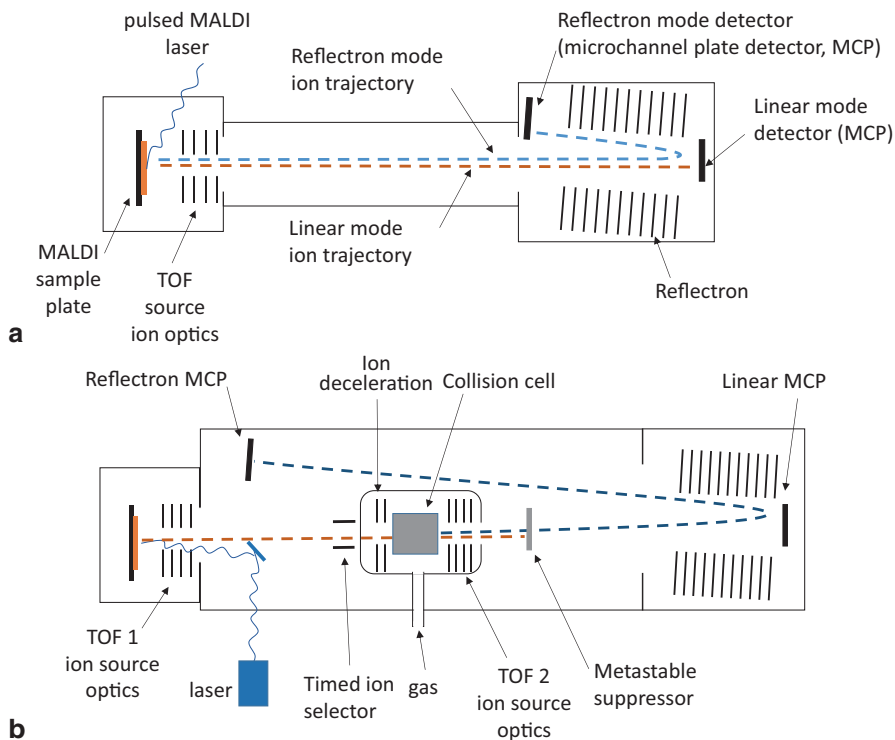 pulsed MALDI
laser
Reflectron mode
ion trajectory
Reflectron mode detector
(microchannel plate detector, MCP)
Linear mode
detector (MCP)
MALDI
sample
plate
TOF
source
ion optics
Linear mode
ion trajectory
Reflectron
a
Reflectron MCP
Ion
deceleration
Collision cell
Linear MCP
TOF 1
ion source
optics
laser
Timed ion
selector
gas
TOF 2
ion source
optics
Metastable
suppressor
b